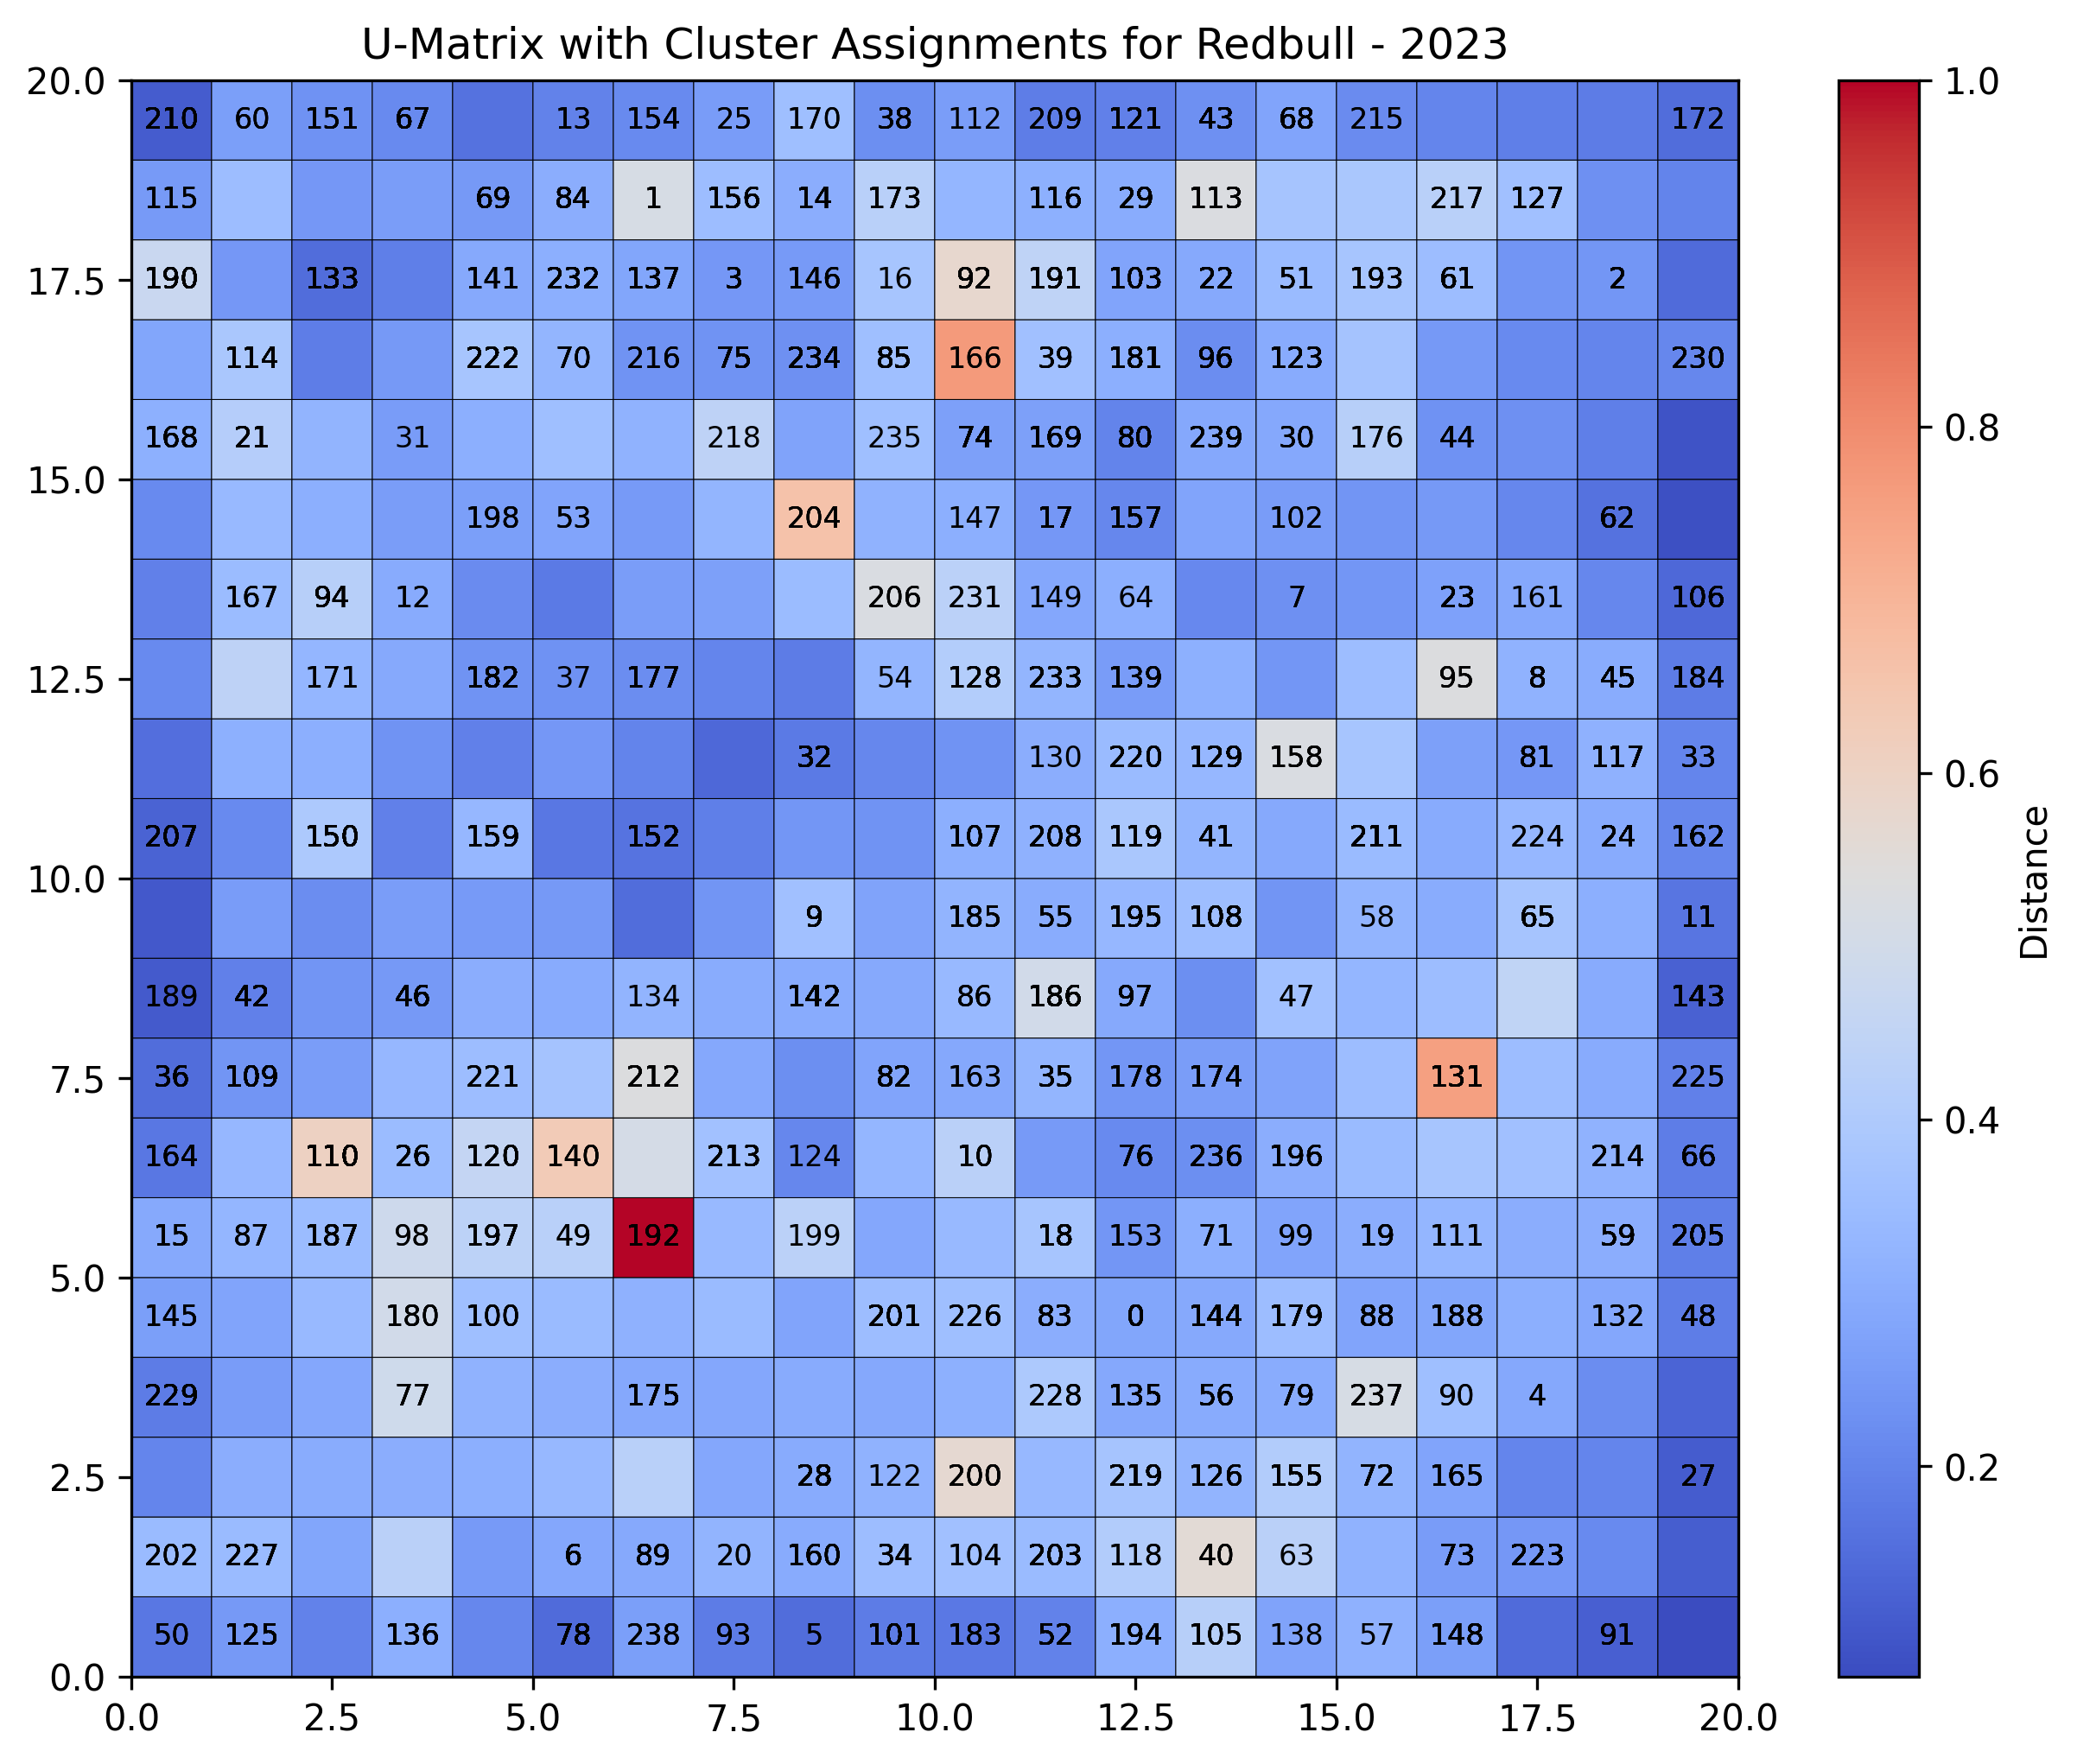 U-Matrix with Cluster Assignments for Redbull - 2023
20.0 210 60 151 67 13 154 25 170 38 112 209 121 43 68 215 172 1.0
115 69 84 1 156 14 173 116 29 113 217 127
17.5 190 133 141 232 137 3 146 16 92 191 103 22 51 193 61 2
114 222 70 216 75 234 85 166 39 181 96 123 230
168 21 31 218 235 74 169 80 239 30 176 44 0.8
15.0 198 53 204 147 17 157 102 62
167 94 12 206 231 149 64 7 23 161 106
12.5 171 182 37 177 54 128 233 139 95 8 45 184
32 130 220 129 158 81 117 33 0.6
207 150 159 152 107 208 119 41 211 224 24 162
10.0 9 185 55 195 108 58 65 11
189 42 46 134 142 86 186 97 47 143
7.5 36 109 221 212 82 163 35 178 174 131 225
164 110 26 120 140 213 124 10 76 236 196 214 66 0.4
15 87 187 98 197 49 192 199 18 153 71 99 19 111 59 205
5.0 145 180 100 201 226 83 0 144 179 88 188 132 48
229 77 175 228 135 56 79 237 90 4
2.5 28 122 200 219 126 155 72 165 27 0.2
202 227 6 89 20 160 34 104 203 118 40 63 73 223
50 125 136 78 238 93 5 101 183 52 194 105 138 57 148 91
0.0
0.0 2.5 5.0 7.5 10.0 12.5 15.0 17.5 20.0
Distance